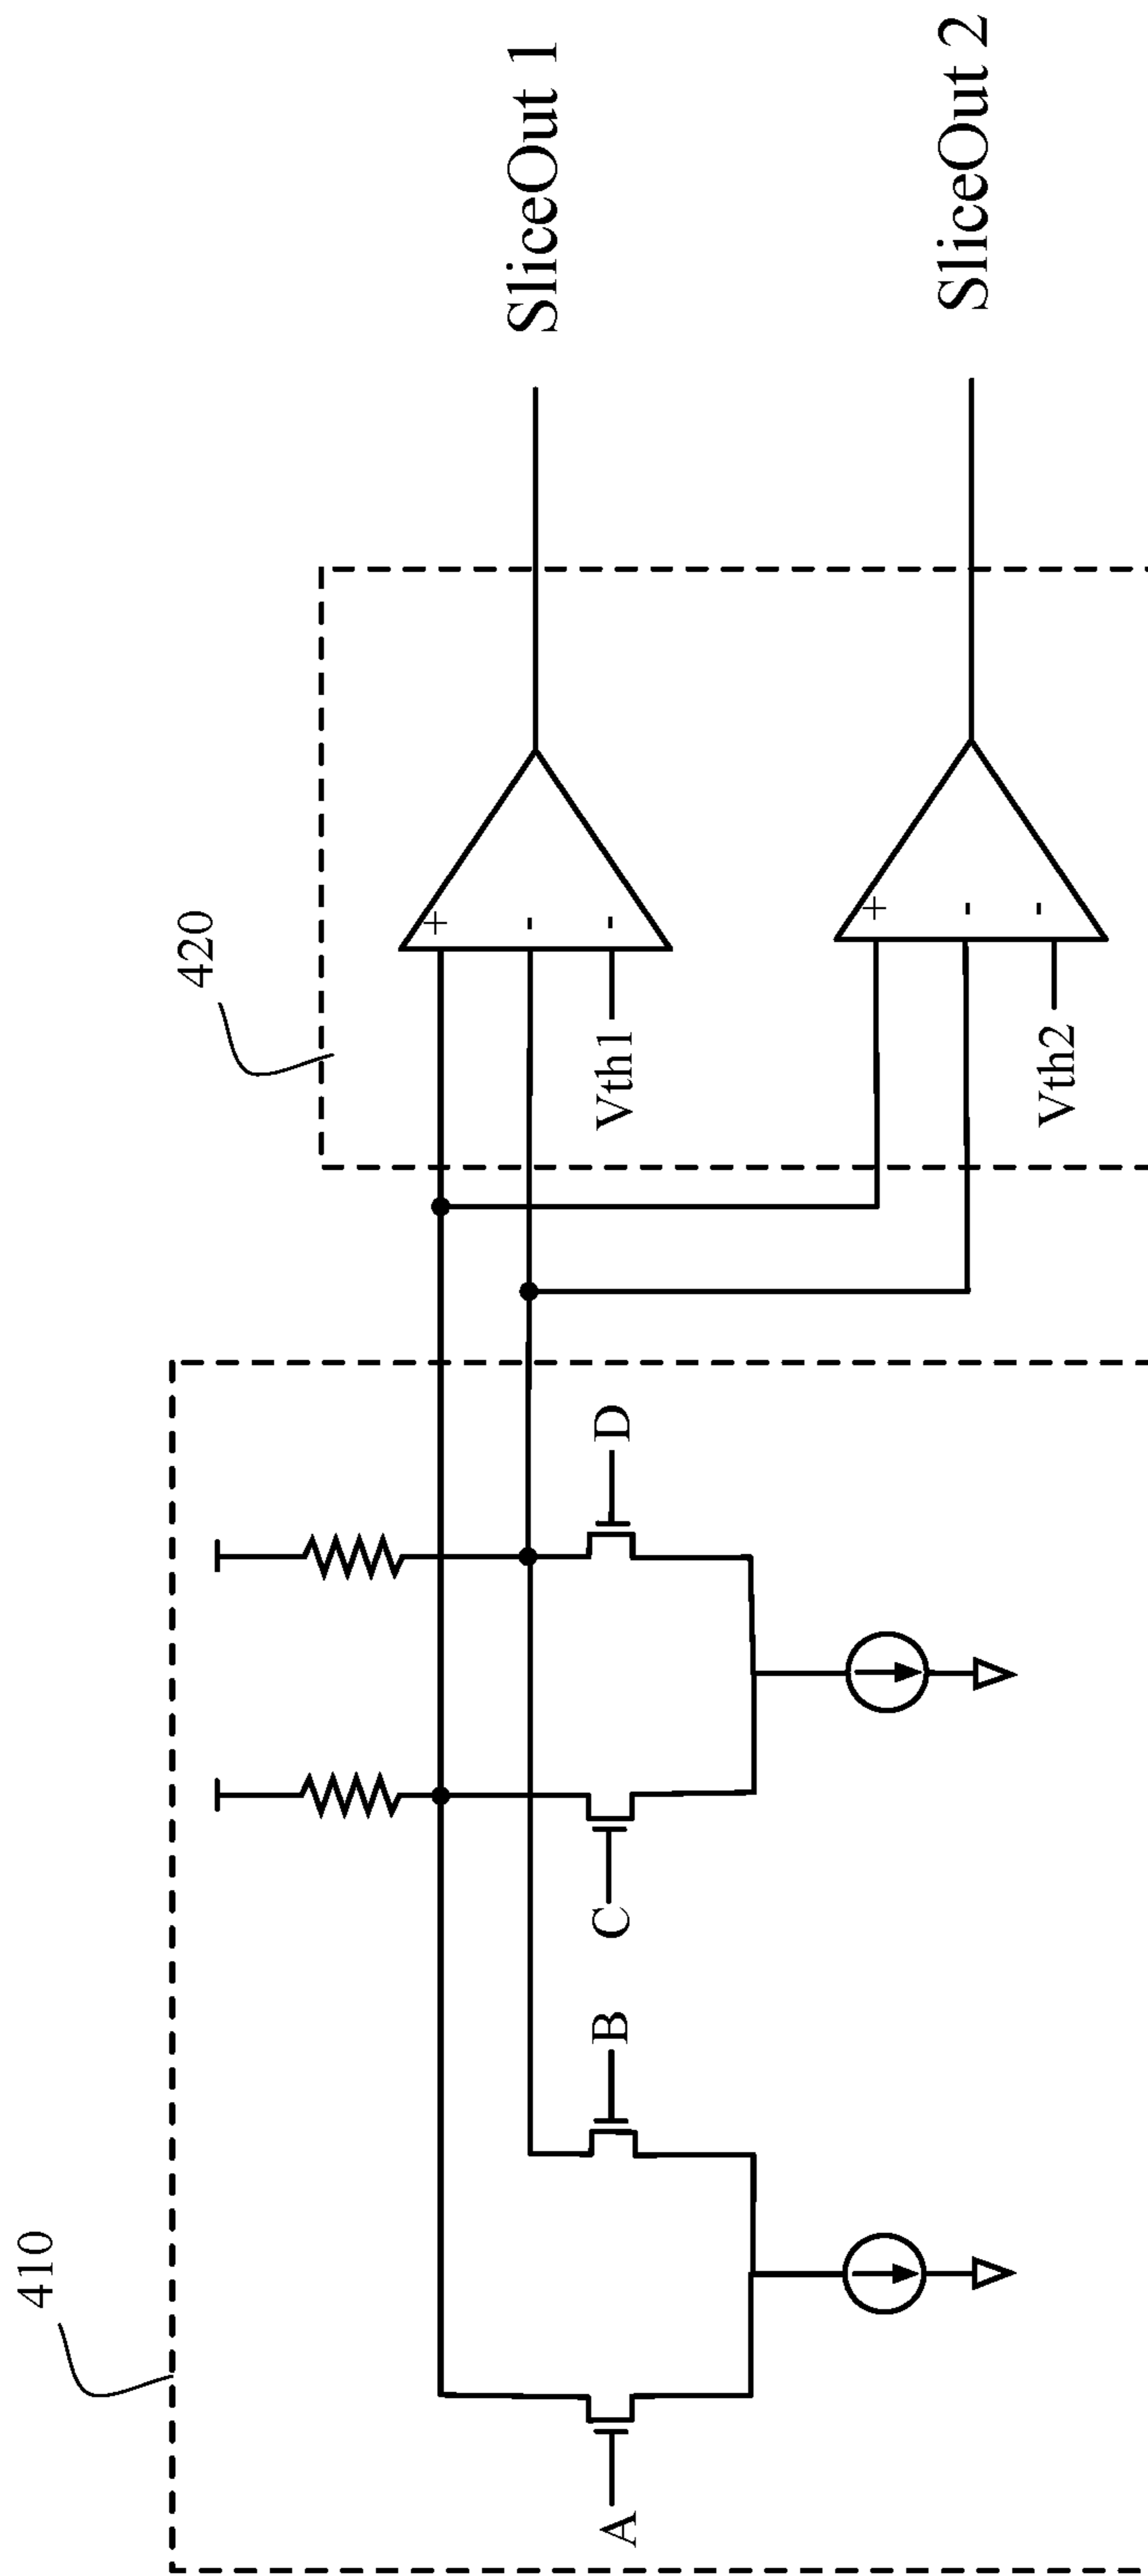 410
420
A
B
C
D
+
-
-
Vth1
SliceOut 1
+
-
-
Vth2
SliceOut 2